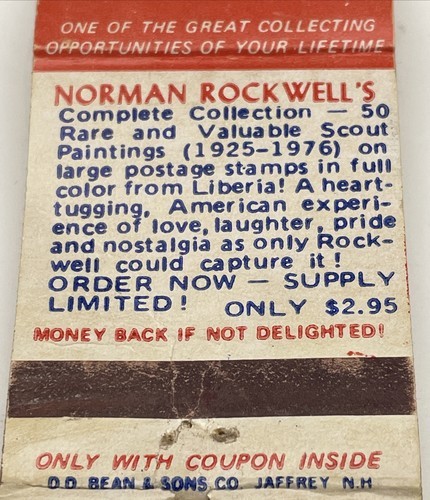 ONE OF THE GREAT COLLECTING
OPPORTUNITIES OF YOUR LIFETIME
NORMAN ROCKWELL'S
Complete Collection — 50
Rare and Valuable Scout
Paintings (1925-1976) on
large postage stamps in full
color from Liberia! A heart-
tugging, American experi-
ence of love, laughter, pride
and nostalgia as only Rock-
well could capture it!
ORDER NOW — SUPPLY
LIMITED! ONLY $2.95
MONEY BACK IF NOT DELIGHTED!
ONLY WITH COUPON INSIDE
D.D. BEAN & SONS CO. JAFFREY N.H